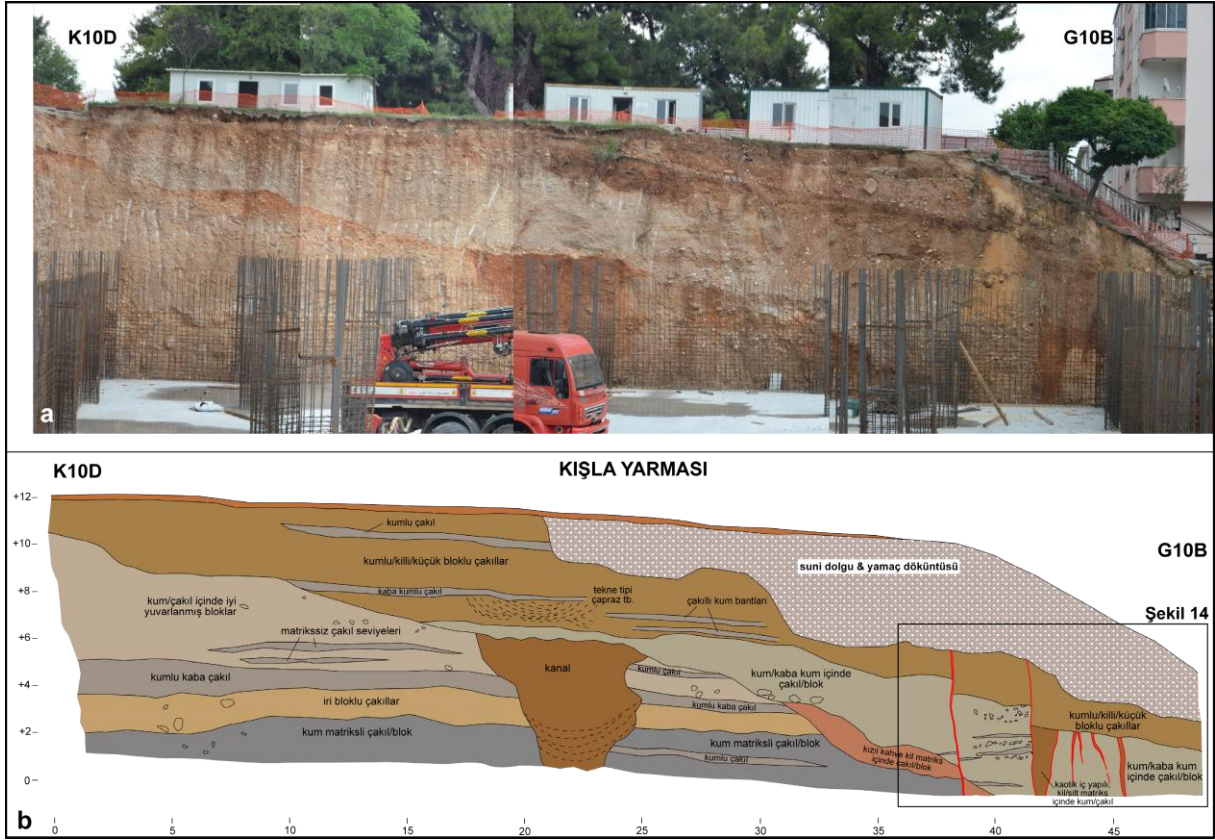 K10D
G10B
a
K10D
KIŞLA YARMASI
+12
+10
+8
+6
+4
+2
0
G10B
Şekil 14
kumlu çakıl
kumlu/killi/küçük bloklu çakıllar
suni dolgu & yamaç döküntüsü
kaba kumlu çakıl
tekne tipi
çapraz tb.
çakıllı kum bantları
kum/çakıl içinde iyi
yuvarlanmış bloklar
matrikssiz çakıl seviyeleri
kanal
kumlu çakıl
kum/kaba kum içinde
çakıl/blok
kumlu kaba çakıl
kumlu kaba çakıl
iri bloklu çakıllar
kum matriksli çakıl/blok
kum matriksli çakıl/blok
kumlu çakıl
kızıl kahve kil matriks
içinde çakıl/blok
kumlu/killi/küçük
bloklu çakıllar
kum/kaba kum
içinde çakıl/blok
kaotik iç yapılı,
kil/silt matriks
içinde kum/çakıl
b
0
5
10
15
20
25
30
35
40
45